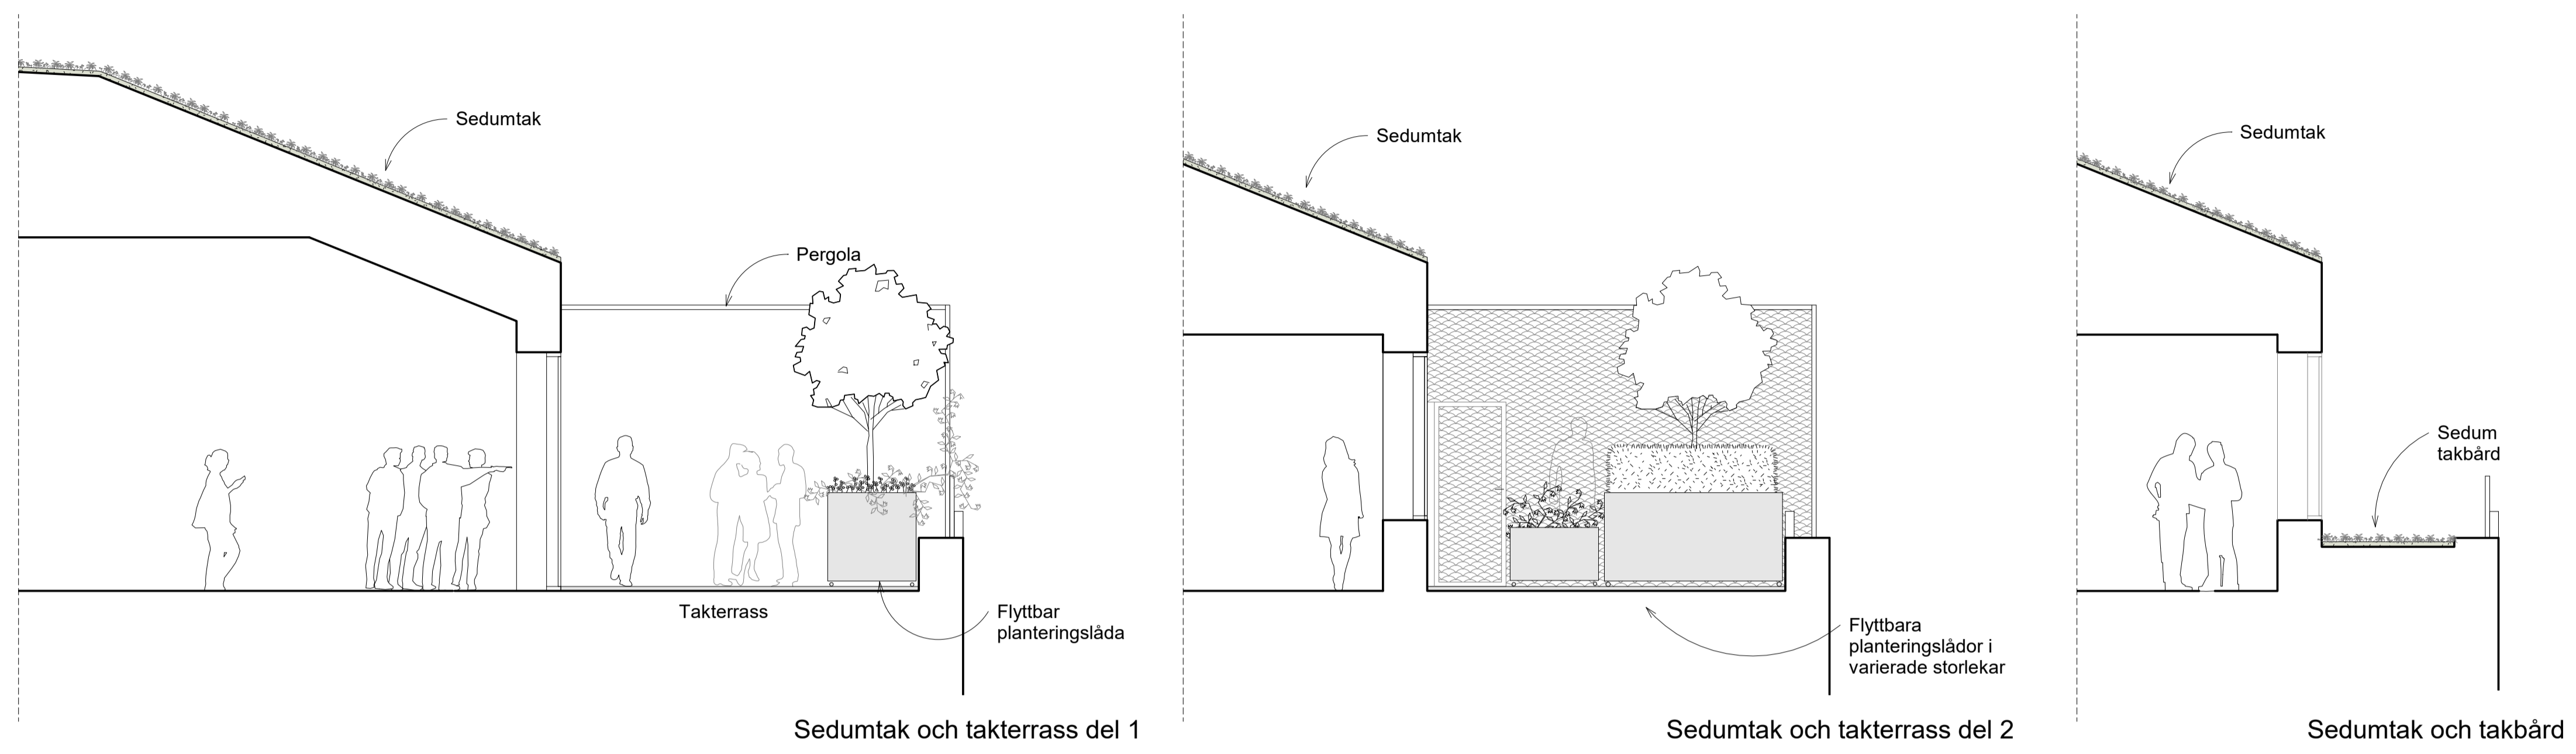 Sedumtak
Pergola
Takterrass
Flyttbar
planteringslåda
Sedumtak och takterrass del 1
Sedumtak
Flyttbara
planteringslådor i
varierade storlekar
Sedumtak och takterrass del 2
Sedumtak
Sedum
takbård
Sedumtak och takbård